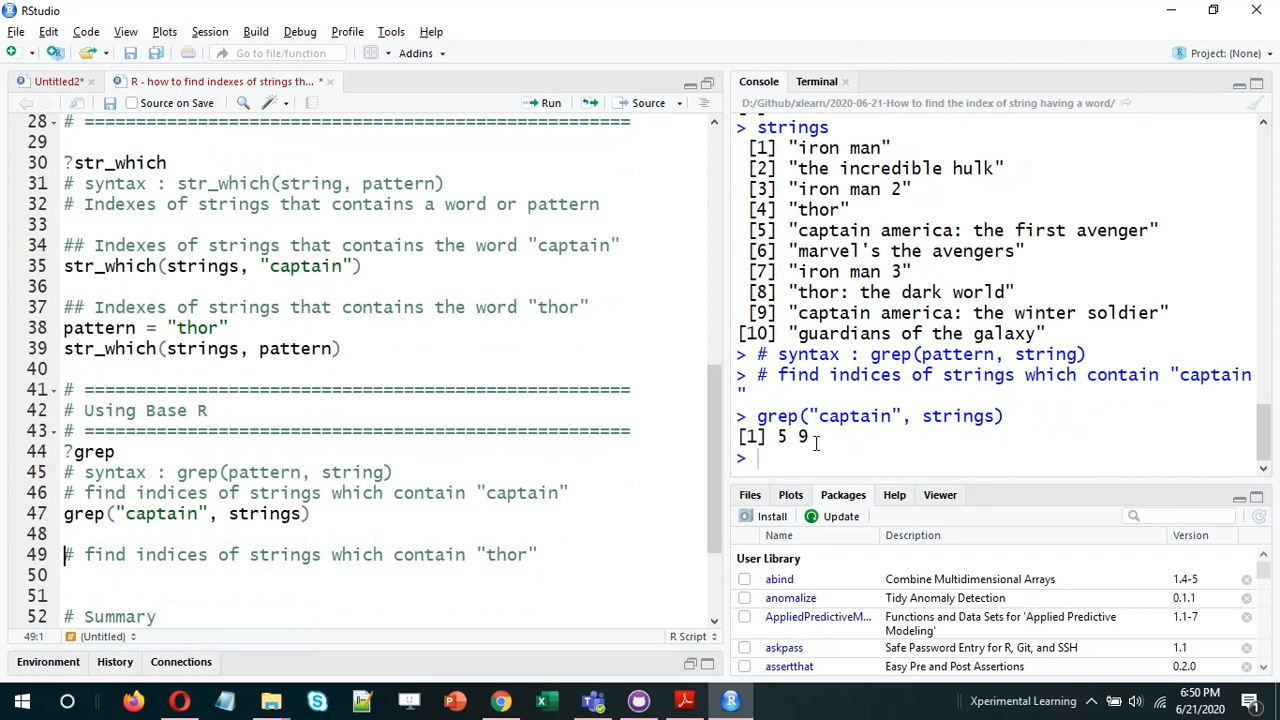 RStudio
File Edit Code View Plots Session Build Debug Profile Tools Help
Go to file/function
Addins
Project: (None)
Untitled2*
R - how to find indexes of strings th... *
Source on Save
Run
Source
28 # =====================================================
29
30 ?str_which
31 # syntax : str_which(string, pattern)
32 # Indexes of strings that contains a word or pattern
34 ## Indexes of strings that contains the word "captain"
35 str_which(strings, "captain")
37 ## Indexes of strings that contains the word "thor"
38 pattern = "thor"
39 str_which(strings, pattern)
41 # =====================================================
42 # Using Base R
43 # =====================================================
44 ?grep
45 # syntax : grep(pattern, string)
46 # find indices of strings which contain "captain"
47 grep("captain", strings)
48
49 # find indices of strings which contain "thor"
50
51
52 # Summary
49:1
(Untitled)
R Script
Environment History Connections
Console Terminal
D:/Github/xlearn/2020-06-21-How to find the index of string having a word/
> strings
[1] "iron man"
[2] "the incredible hulk"
[3] "iron man 2"
[4] "thor"
[5] "captain america: the first avenger"
[6] "marvel's the avengers"
[7] "iron man 3"
[8] "thor: the dark world"
[9] "captain america: the winter soldier"
[10] "guardians of the galaxy"
> # syntax : grep(pattern, string)
> # find indices of strings which contain "captain
"
> grep("captain", strings)
[1] 5 9
>
Files Plots Packages Help Viewer
Install Update
Name Description Version
User Library
abind Combine Multidimensional Arrays 1.4-5
anomalize Tidy Anomaly Detection 0.1.1
AppliedPredictiveM... Functions and Data Sets for 'Applied Predictive 1.1-7
Modeling'
askpass Safe Password Entry for R, Git, and SSH 1.1
assertthat Easy Pre and Post Assertions 0.2.0
Xperimental Learning
6:50 PM
6/21/2020